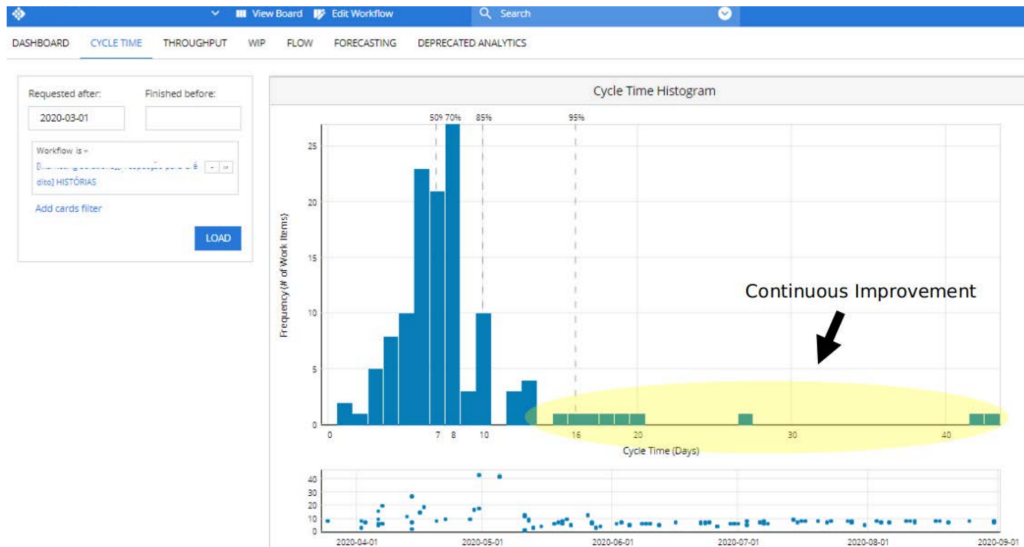 View Board Edit Workflow Search
DASHBOARD CYCLE TIME THROUGHPUT WIP FLOW FORECASTING DEPRECATED ANALYTICS
Requested after: Finished before:
2020-03-01
Workflow is
dito] HISTÓRIAS
Add cards filter
LOAD
Cycle Time Histogram
50% 70% 85% 95%
25
20
15
10
5
0
Frequency (# of Work Items)
Continuous Improvement
0 7 8 10 16 20 30 40
Cycle Time (Days)
40
30
20
10
0
2020-04-01 2020-05-01 2020-06-01 2020-07-01 2020-08-01 2020-09-01